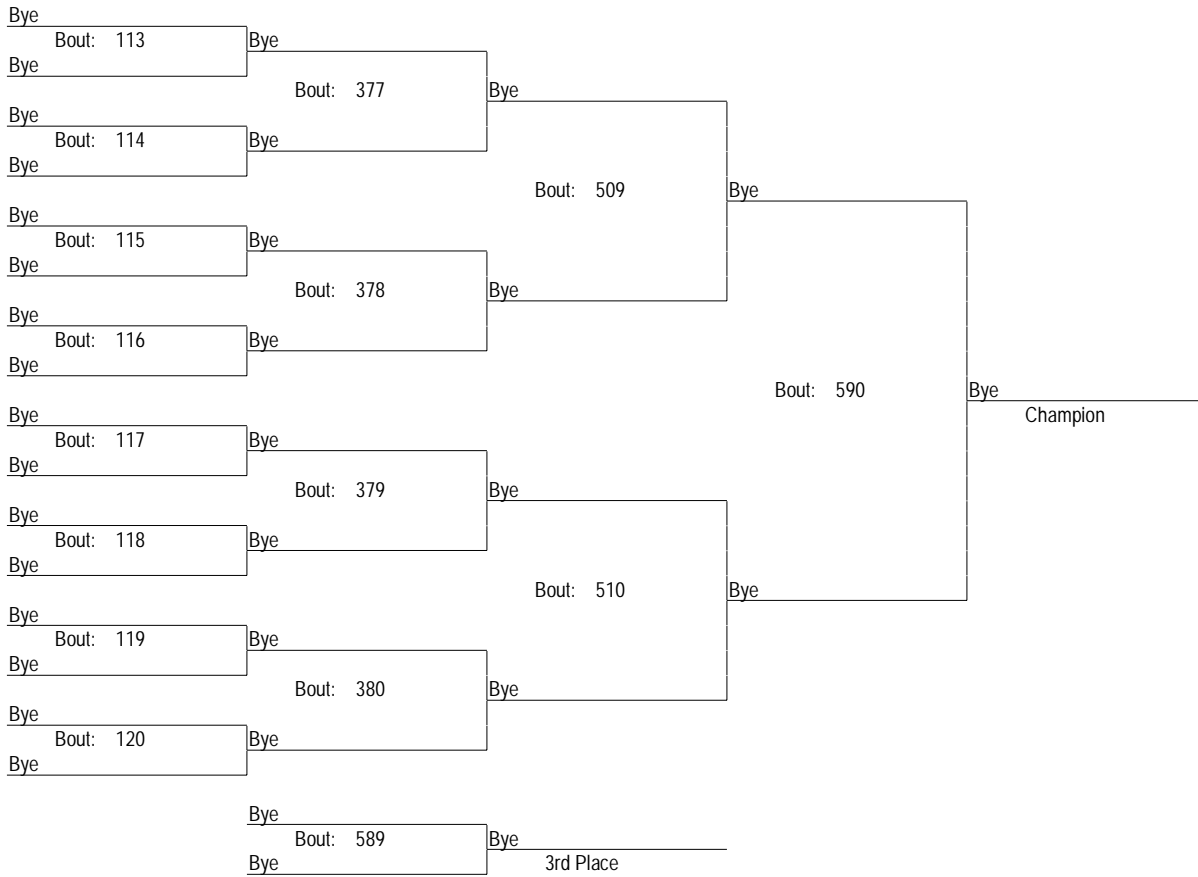 Bye
Bout: 113 Bye
Bye
Bout: 377 Bye
Bye
Bout: 114 Bye
Bye
Bout: 509 Bye
Bye
Bout: 115 Bye
Bye
Bout: 378 Bye
Bye
Bout: 116 Bye
Bye
Bout: 590 Bye
Champion
Bye
Bout: 117 Bye
Bye
Bout: 379 Bye
Bye
Bout: 118 Bye
Bye
Bout: 510 Bye
Bye
Bout: 119 Bye
Bye
Bout: 380 Bye
Bye
Bout: 120 Bye
Bye
Bye
Bout: 589 Bye
Bye 3rd Place